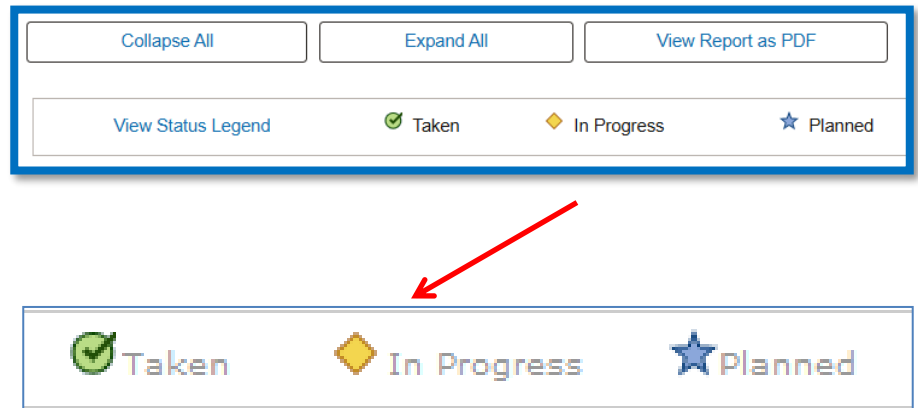 Collapse All Expand All View Report as PDF
View Status Legend Taken In Progress Planned
Taken In Progress Planned